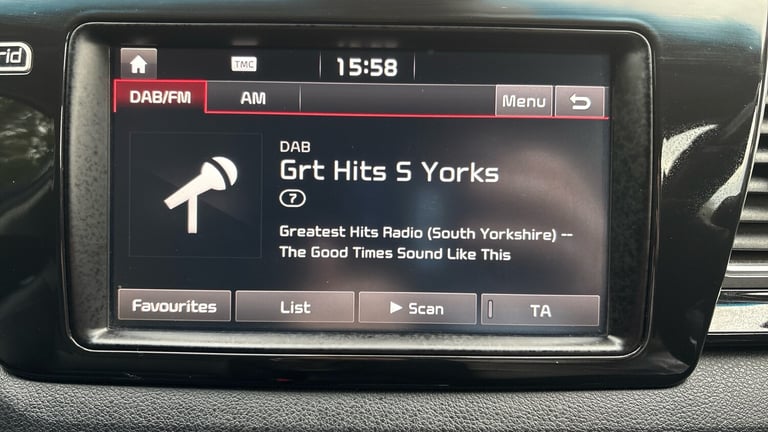 rid
TMC
15:58
DAB/FM AM Menu
DAB
Grt Hits S Yorks
7
Greatest Hits Radio (South Yorkshire) --
The Good Times Sound Like This
Favourites List Scan TA